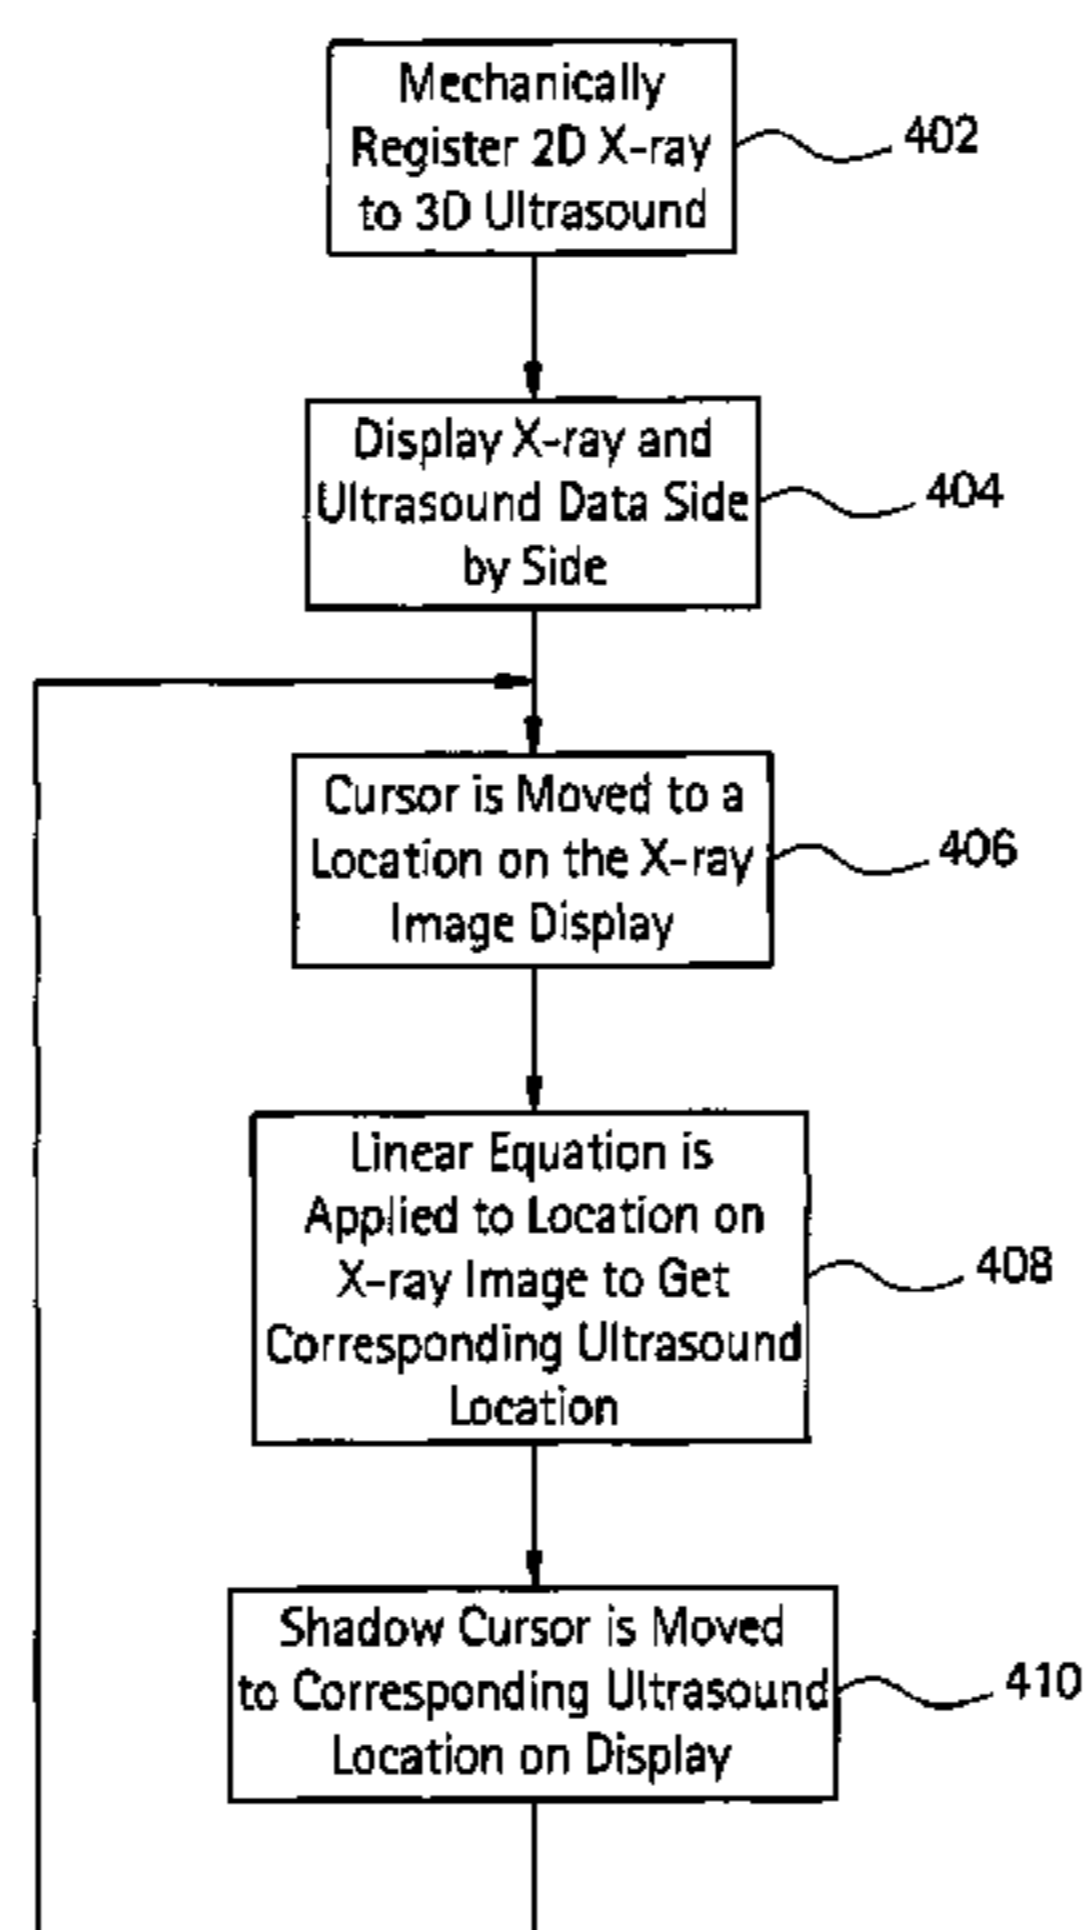 Mechanically
Register 2D X-ray
to 3D Ultrasound
402
Display X-ray and
Ultrasound Data Side
by Side
404
Cursor is Moved to a
Location on the X-ray
Image Display
406
Linear Equation is
Applied to Location on
X-ray Image to Get
Corresponding Ultrasound
Location
408
Shadow Cursor is Moved
to Corresponding Ultrasound
Location on Display
410